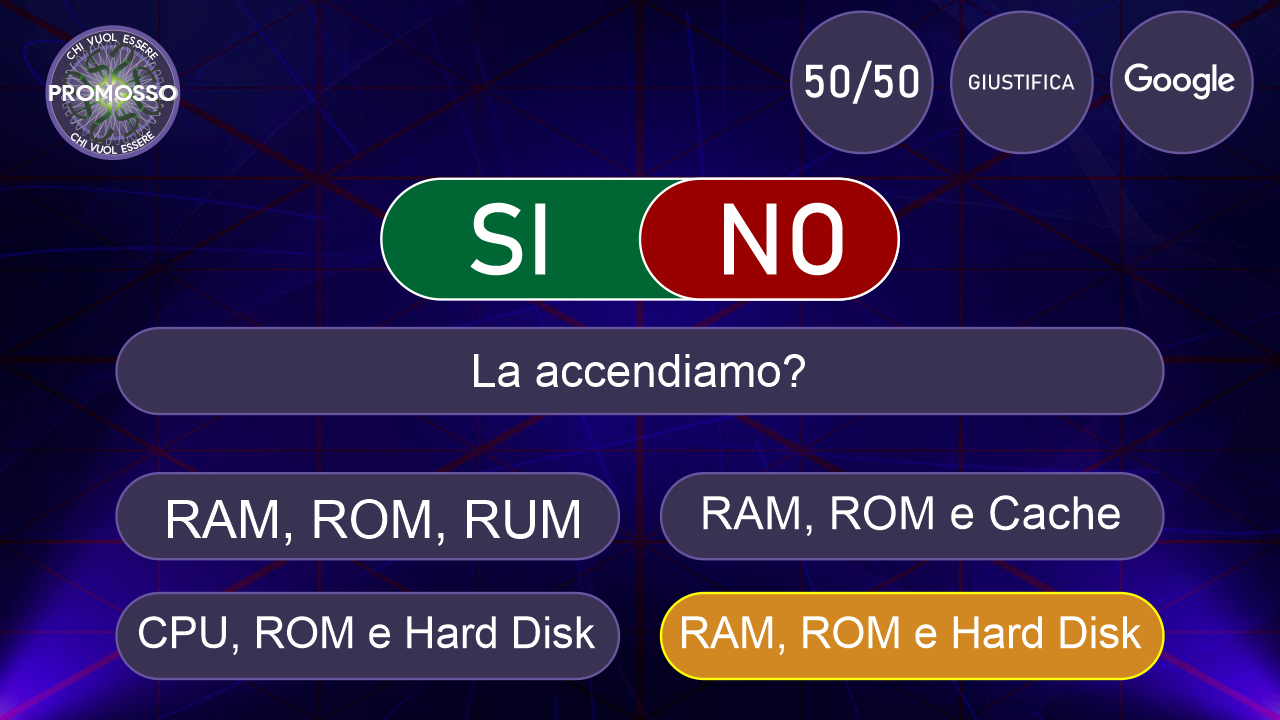 CHI VUOL ESSERE
PROMOSSO
CHI VUOL ESSERE
50/50
GIUSTIFICA
Google
SI
NO
La accendiamo?
RAM, ROM, RUM
RAM, ROM e Cache
CPU, ROM e Hard Disk
RAM, ROM e Hard Disk